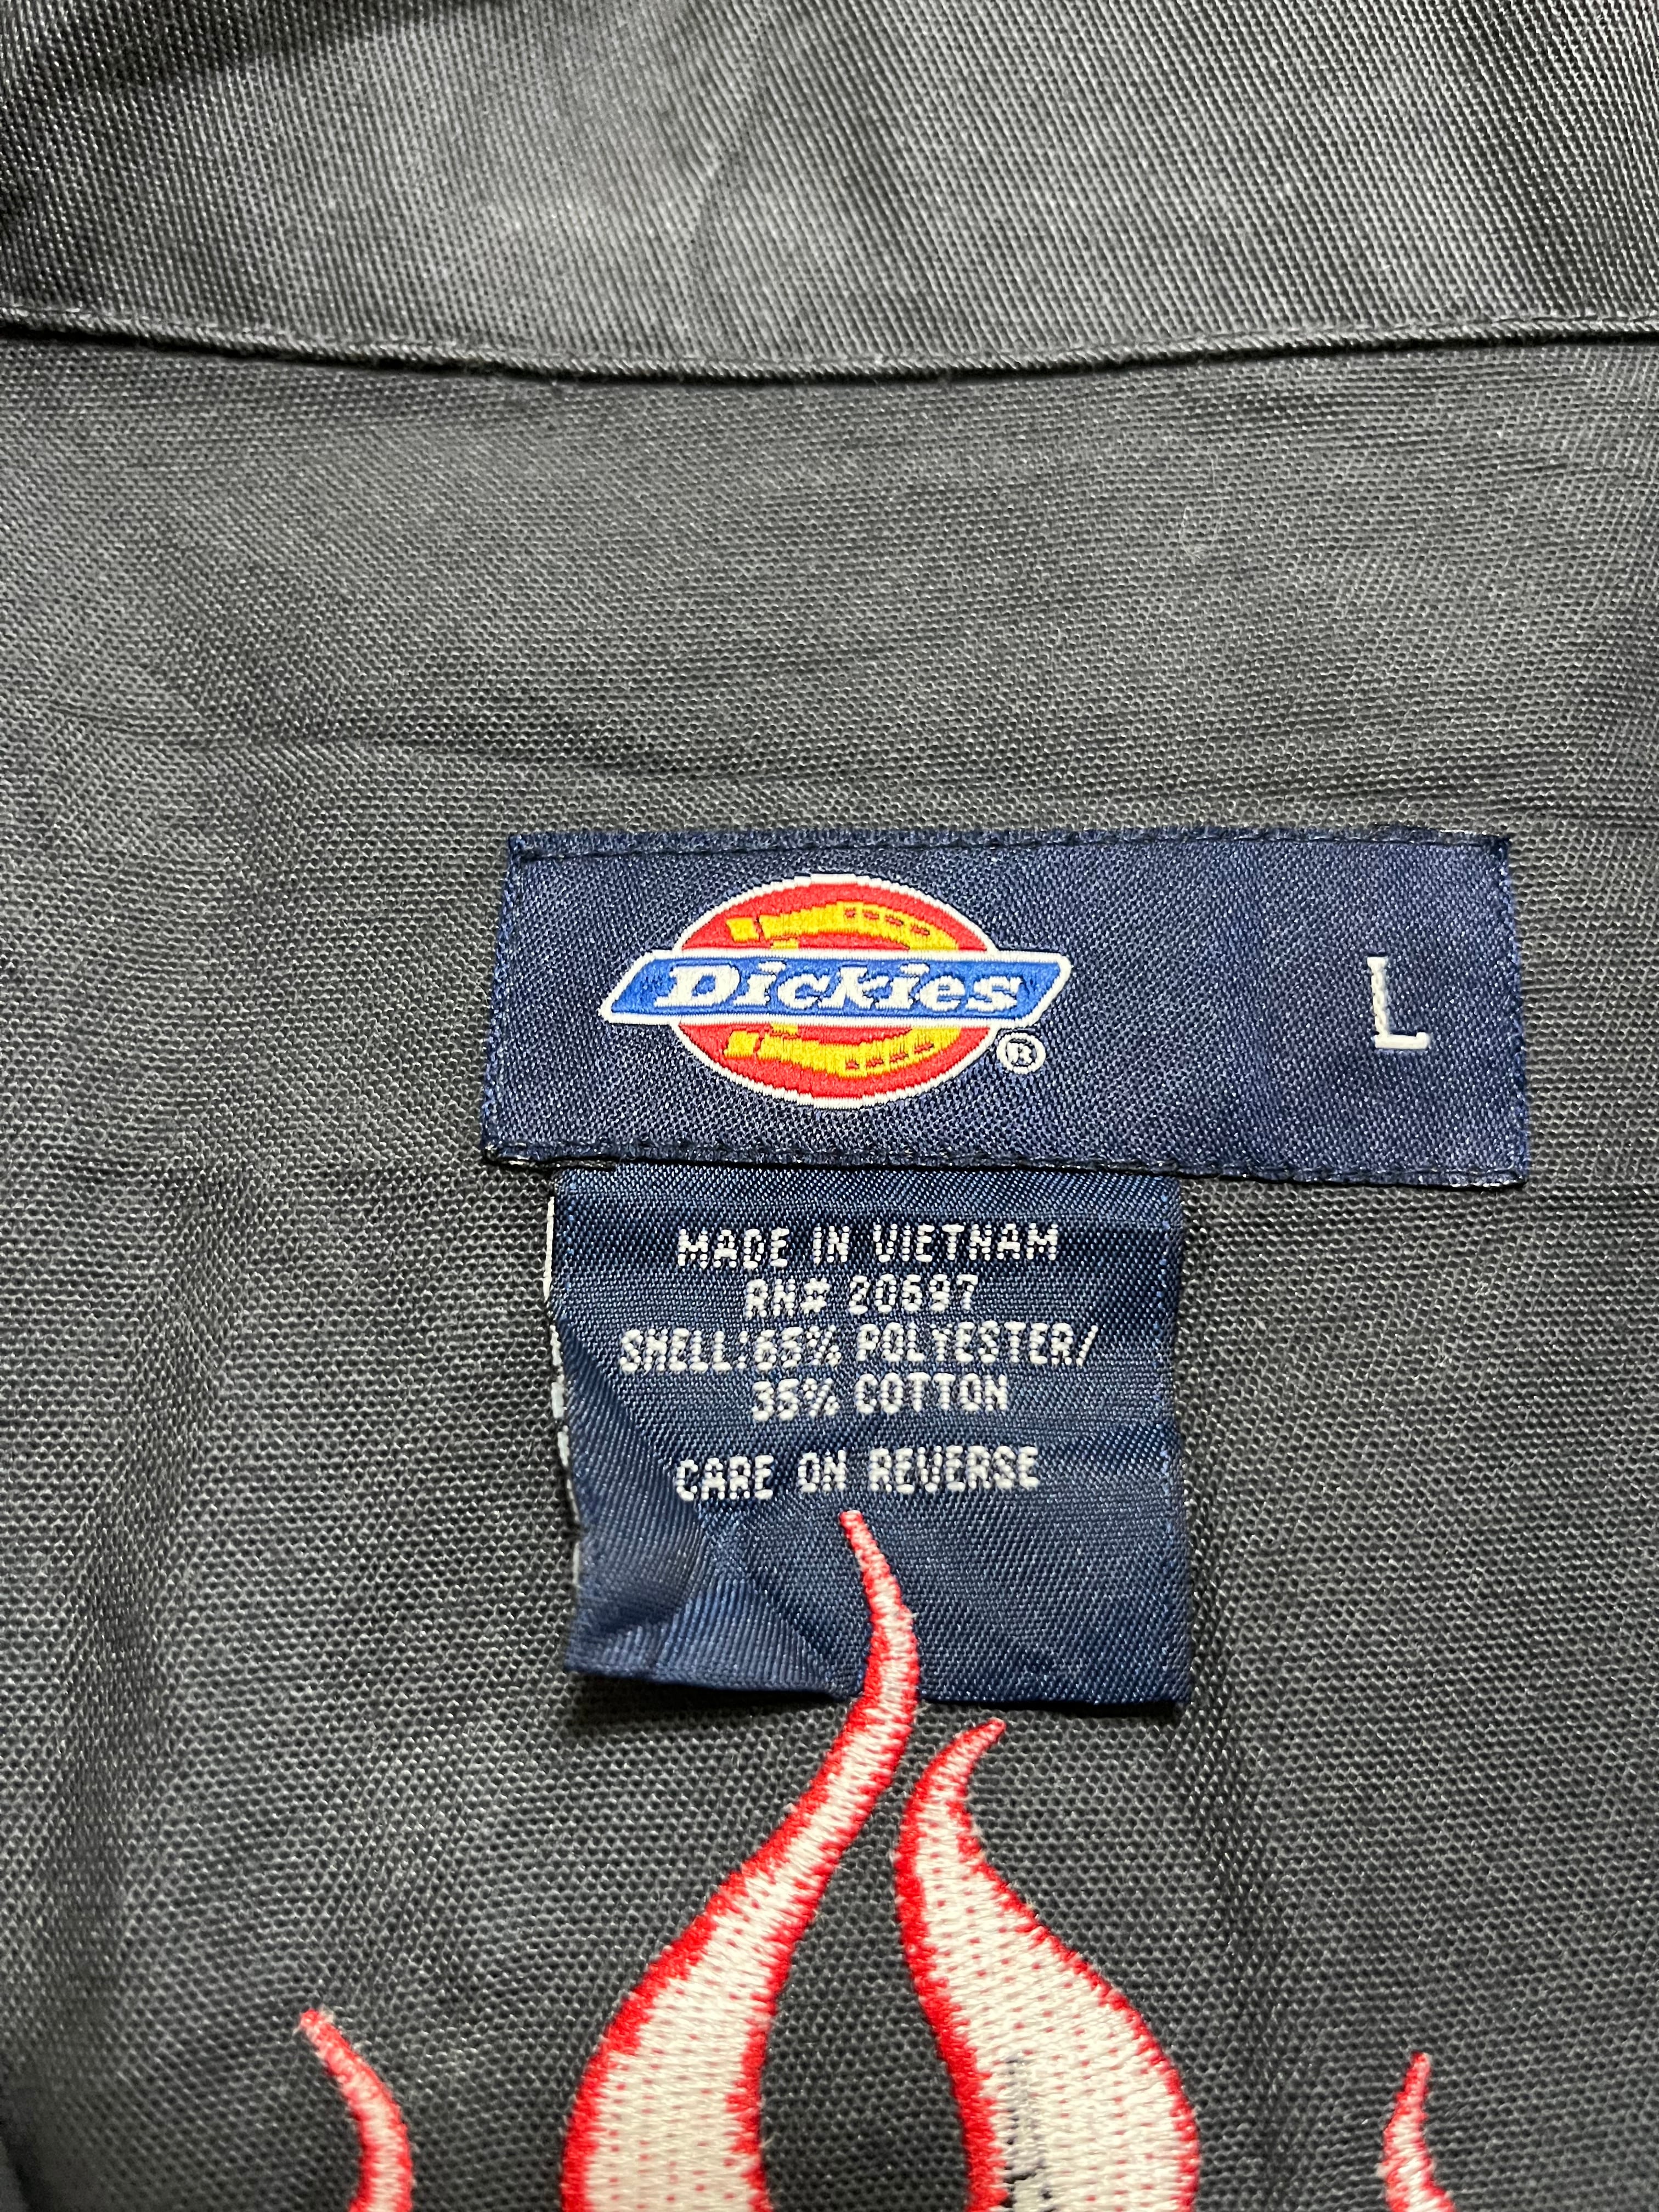 Dickies
®
L
MADE IN VIETNAM
RN# 20697
SHELL:65% POLYESTER/
35% COTTON
CARE ON REVERSE